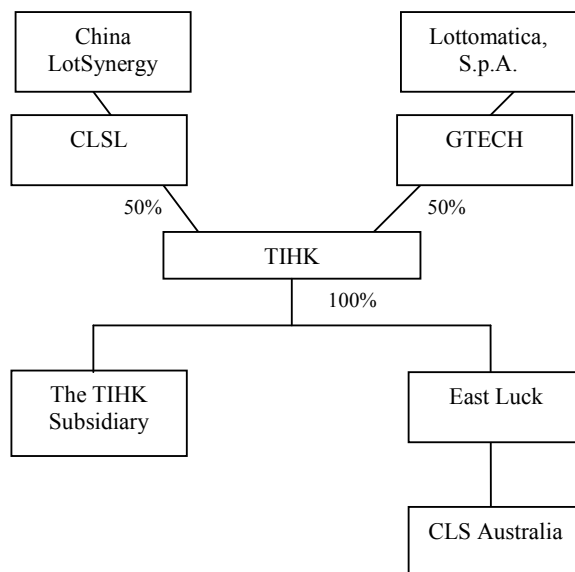 China
LotSynergy
Lottomatica,
S.p.A.
CLSL
GTECH
50%
50%
TIHK
100%
The TIHK
Subsidiary
East Luck
CLS Australia